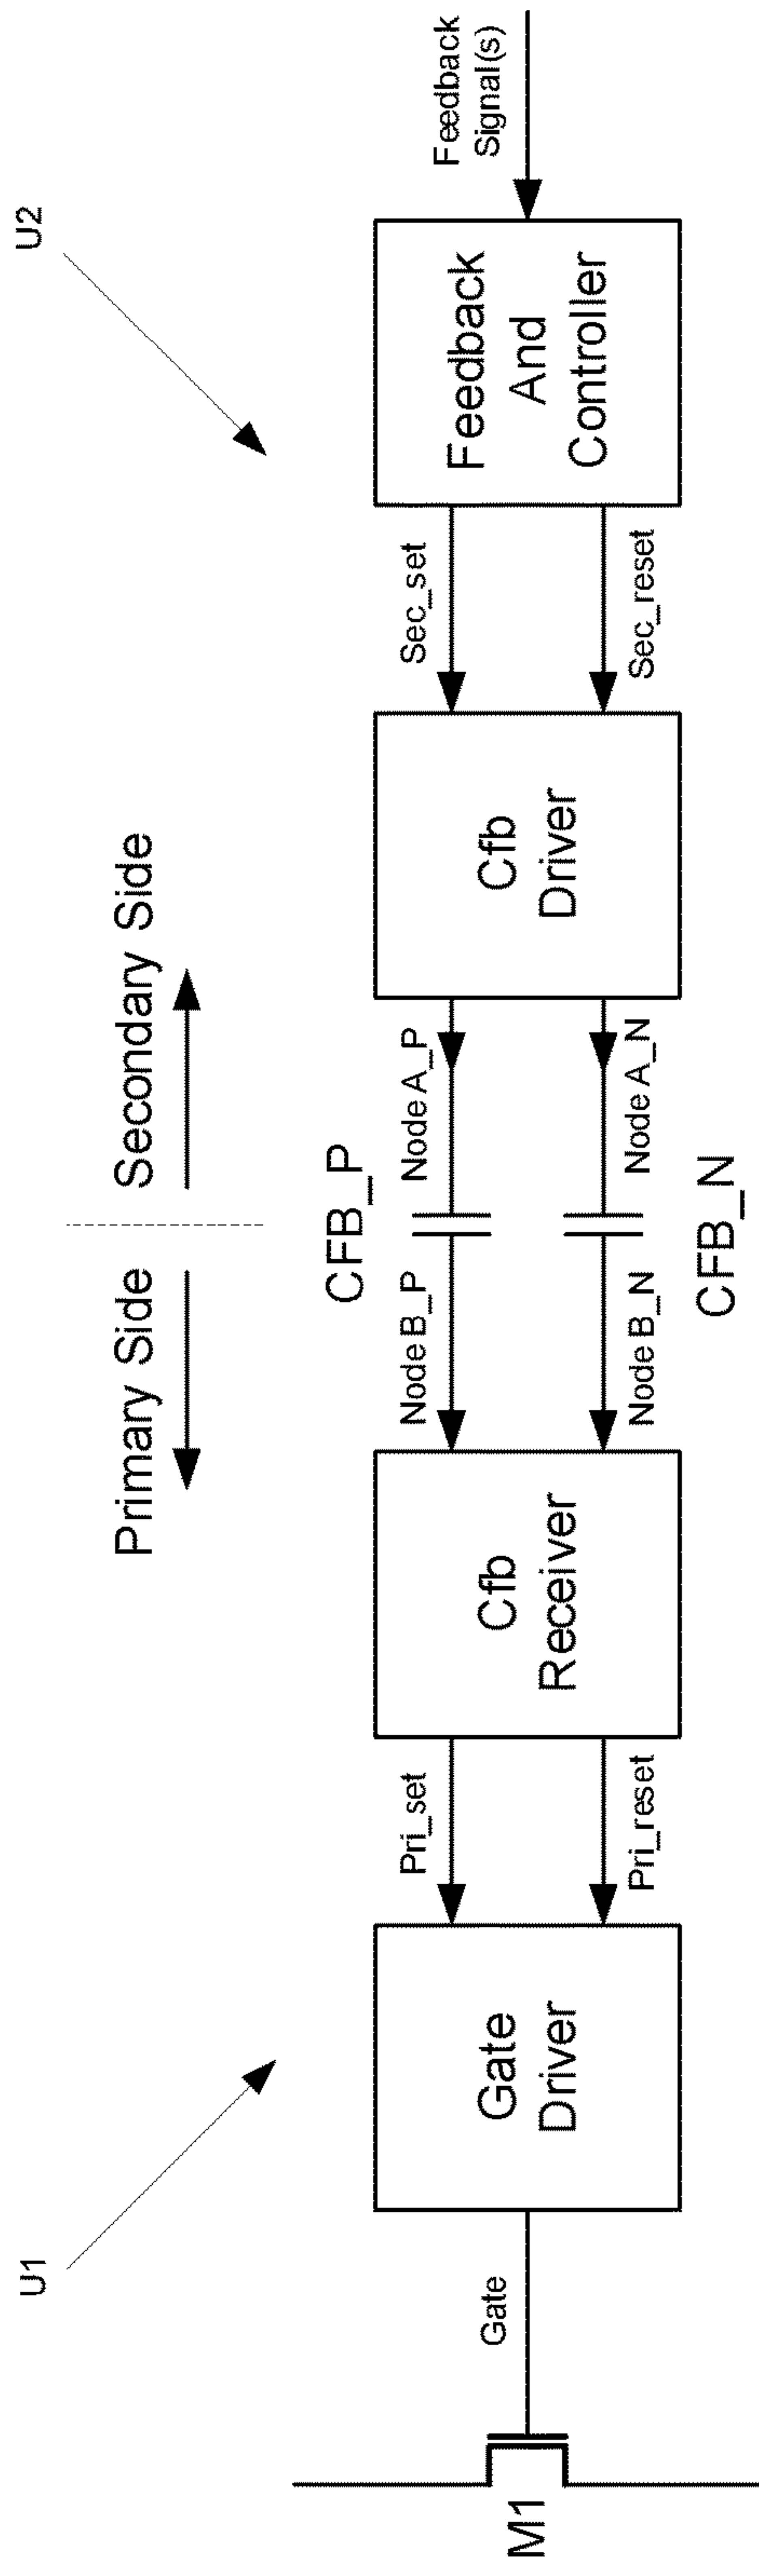 U1
U2
Primary Side
Secondary Side
CFB_P
M1
Gate
Gate
Driver
Pri_set
Pri_reset
Cfb
Receiver
Node B_P
Node B_N
Node A_P
Node A_N
CFB_N
Cfb
Driver
Sec_set
Sec_reset
Feedback
And
Controller
Feedback
Signal(s)